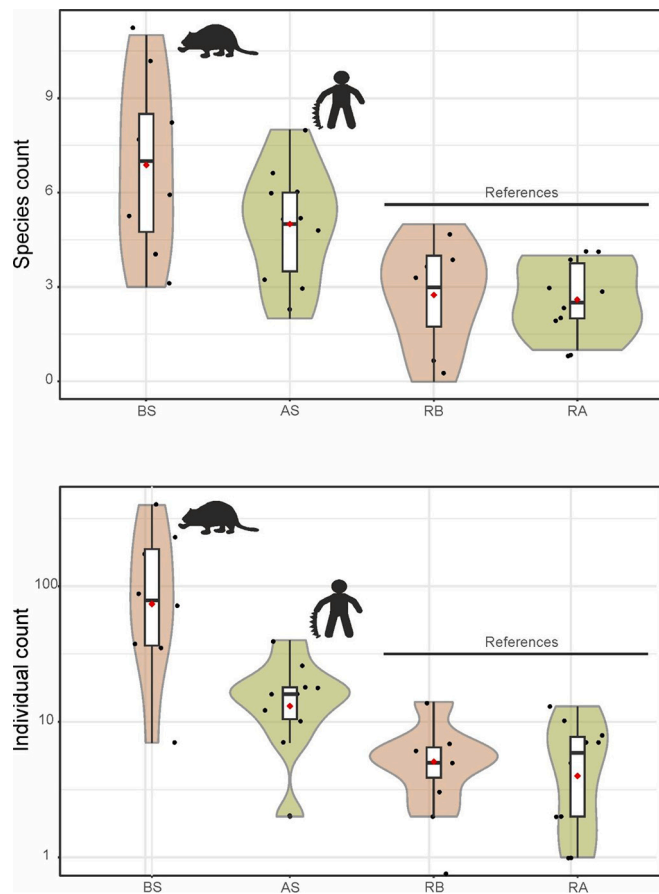 Species count
9
6
3
0
References
BS AS RB RA
Individual count
100
10
1
References
BS AS RB RA